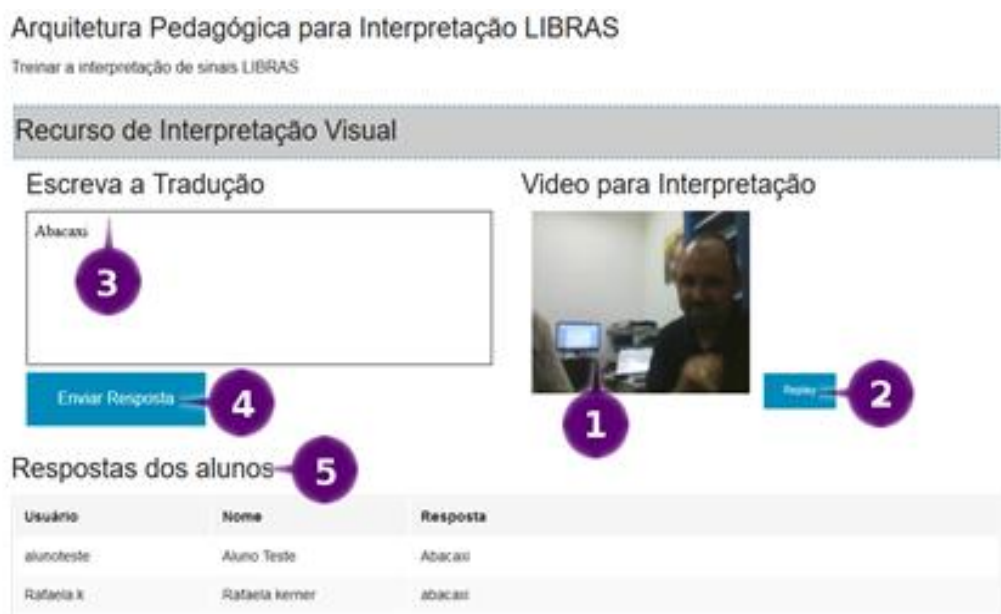 Arquitetura Pedagógica para Interpretação LIBRAS
Treinar a interpretação de sinais LIBRAS
Recurso de Interpretação Visual
Escreva a Tradução
Video para Interpretação
Abacaxi
3
1
Replay
2
Enviar Resposta
4
Respostas dos alunos
5
Usuário Nome Resposta
alunoteste Aluno Teste Abacaxi
Rafaela k Rafaela kerner abacaxi